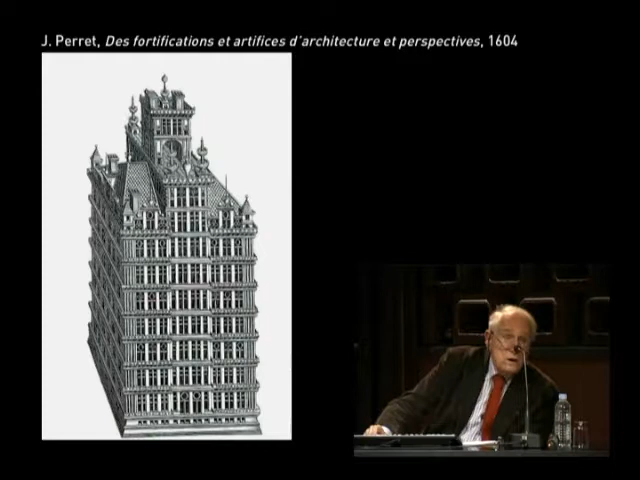 J. Perret, Des fortifications et artifices d'architecture et perspectives, 1604